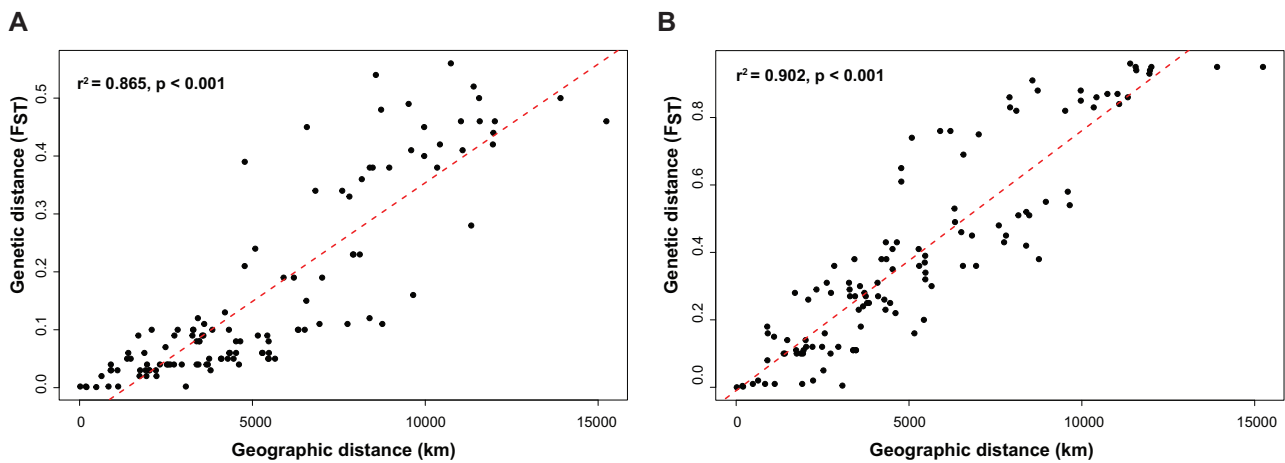 A
r² = 0.865, p < 0.001
Genetic distance (FST)
0.0 0.1 0.2 0.3 0.4 0.5
0 5000 10000 15000
Geographic distance (km)
B
r² = 0.902, p < 0.001
Genetic distance (FST)
0.0 0.2 0.4 0.6 0.8
0 5000 10000 15000
Geographic distance (km)